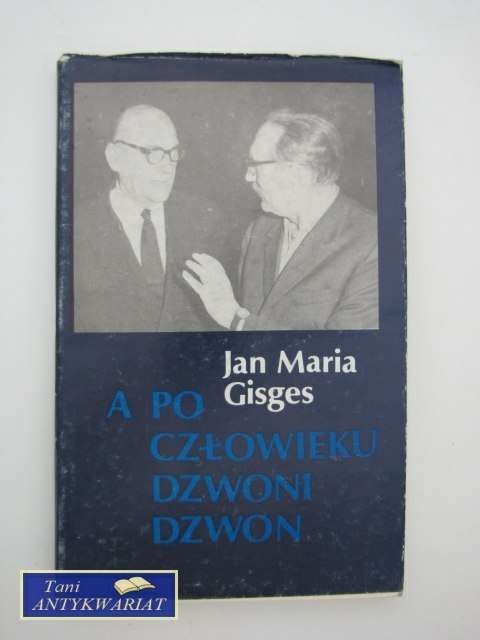 Jan Maria
Gisges
A PO
CZŁOWIEKU
DZWONI
DZWON
Tani
ANTYKWARIAT